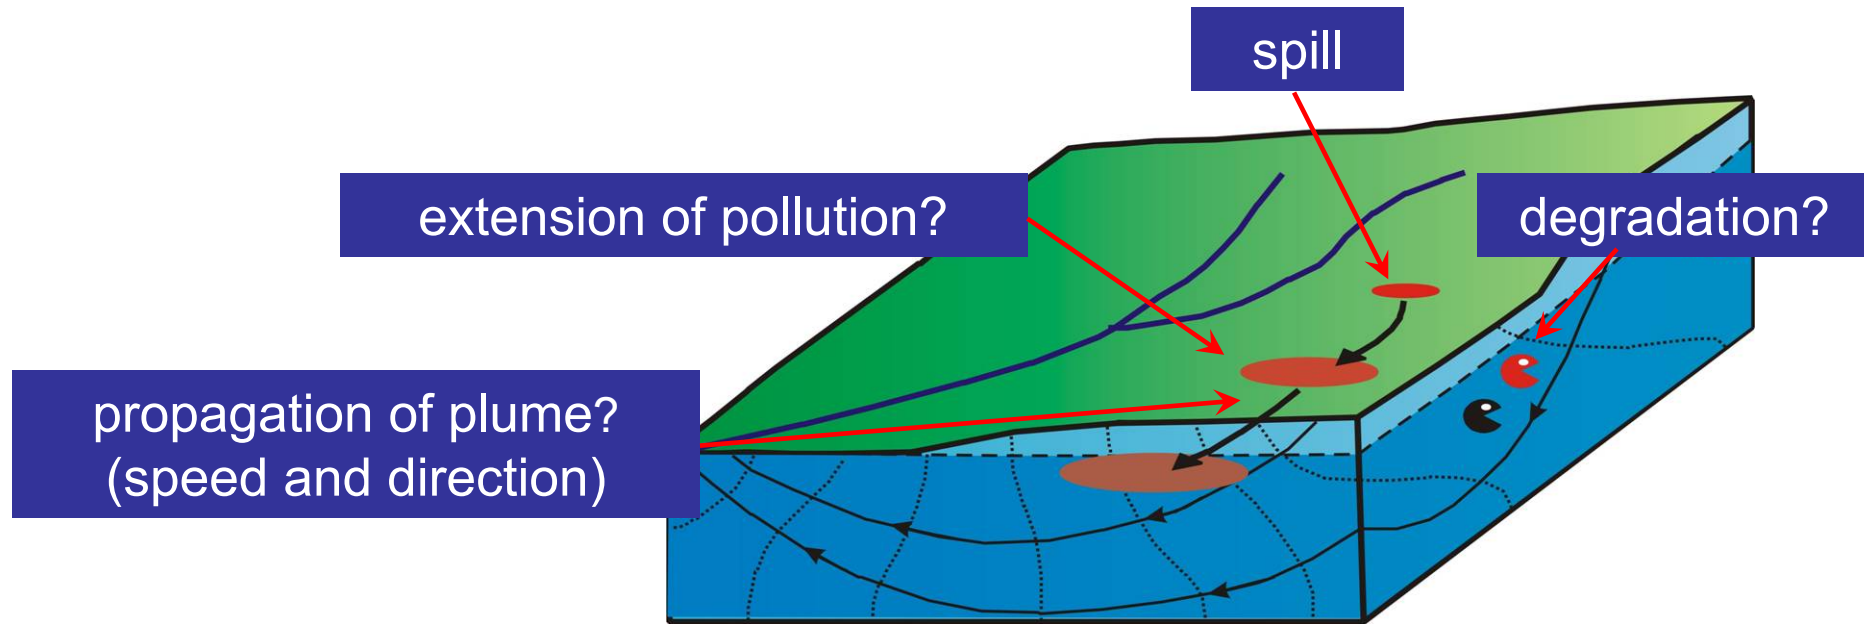 spill
extension of pollution?
degradation?
propagation of plume?
(speed and direction)